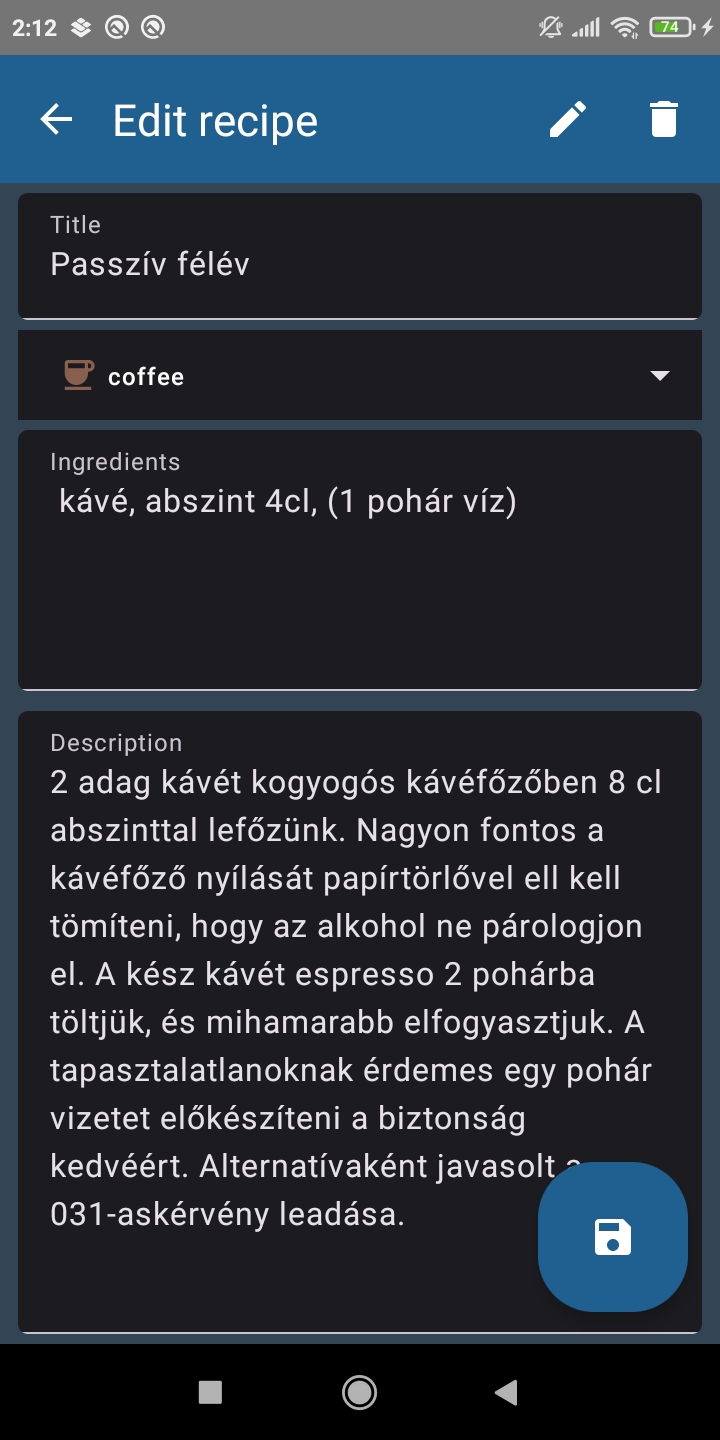 2:12
74
Edit recipe
Title
Passzív félév
coffee
Ingredients
kávé, abszint 4cl, (1 pohár víz)
Description
2 adag kávét kogyogós kávéfőzőben 8 cl
abszinttal lefőzünk. Nagyon fontos a
kávéfőző nyílását papírtörlővel ell kell
tömíteni, hogy az alkohol ne párologjon
el. A kész kávét espresso 2 pohárba
töltjük, és mihamarabb elfogyasztjuk. A
tapasztalatlanoknak érdemes egy pohár
vizetet előkészíteni a biztonság
kedvéért. Alternatívaként javasolt
031-askérvény leadása.